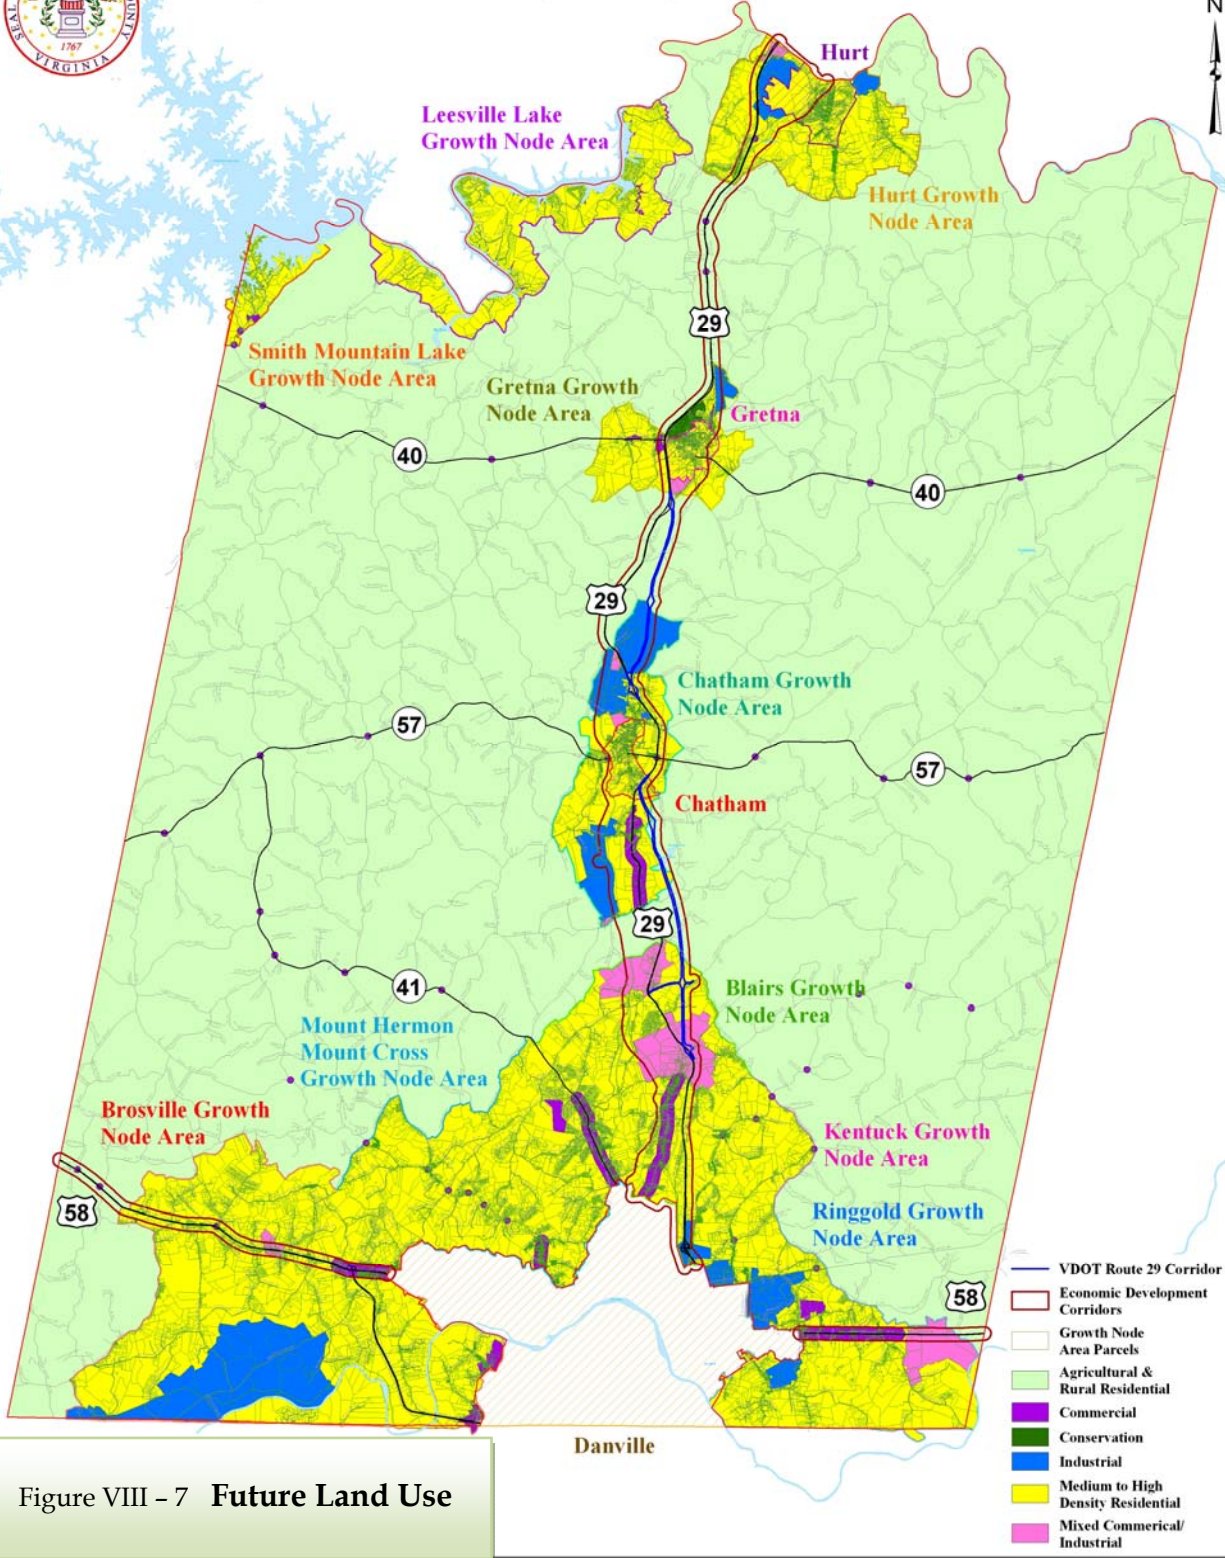 SEAL
COUNTY
1767
VIRGINIA
N
Hurt
Leesville Lake
Growth Node Area
Hurt Growth
Node Area
29
Smith Mountain Lake
Growth Node Area
Gretna Growth
Node Area
Gretna
40
40
29
Chatham Growth
Node Area
57
57
Chatham
29
41
Blairs Growth
Node Area
Mount Hermon
Mount Cross
Growth Node Area
Brosville Growth
Node Area
Kentuck Growth
Node Area
58
Ringgold Growth
Node Area
58
VDOT Route 29 Corridor
Economic Development
Corridors
Growth Node
Area Parcels
Agricultural &
Rural Residential
Commercial
Conservation
Industrial
Medium to High
Density Residential
Mixed Commerical/
Industrial
Danville
Figure VIII – 7 Future Land Use